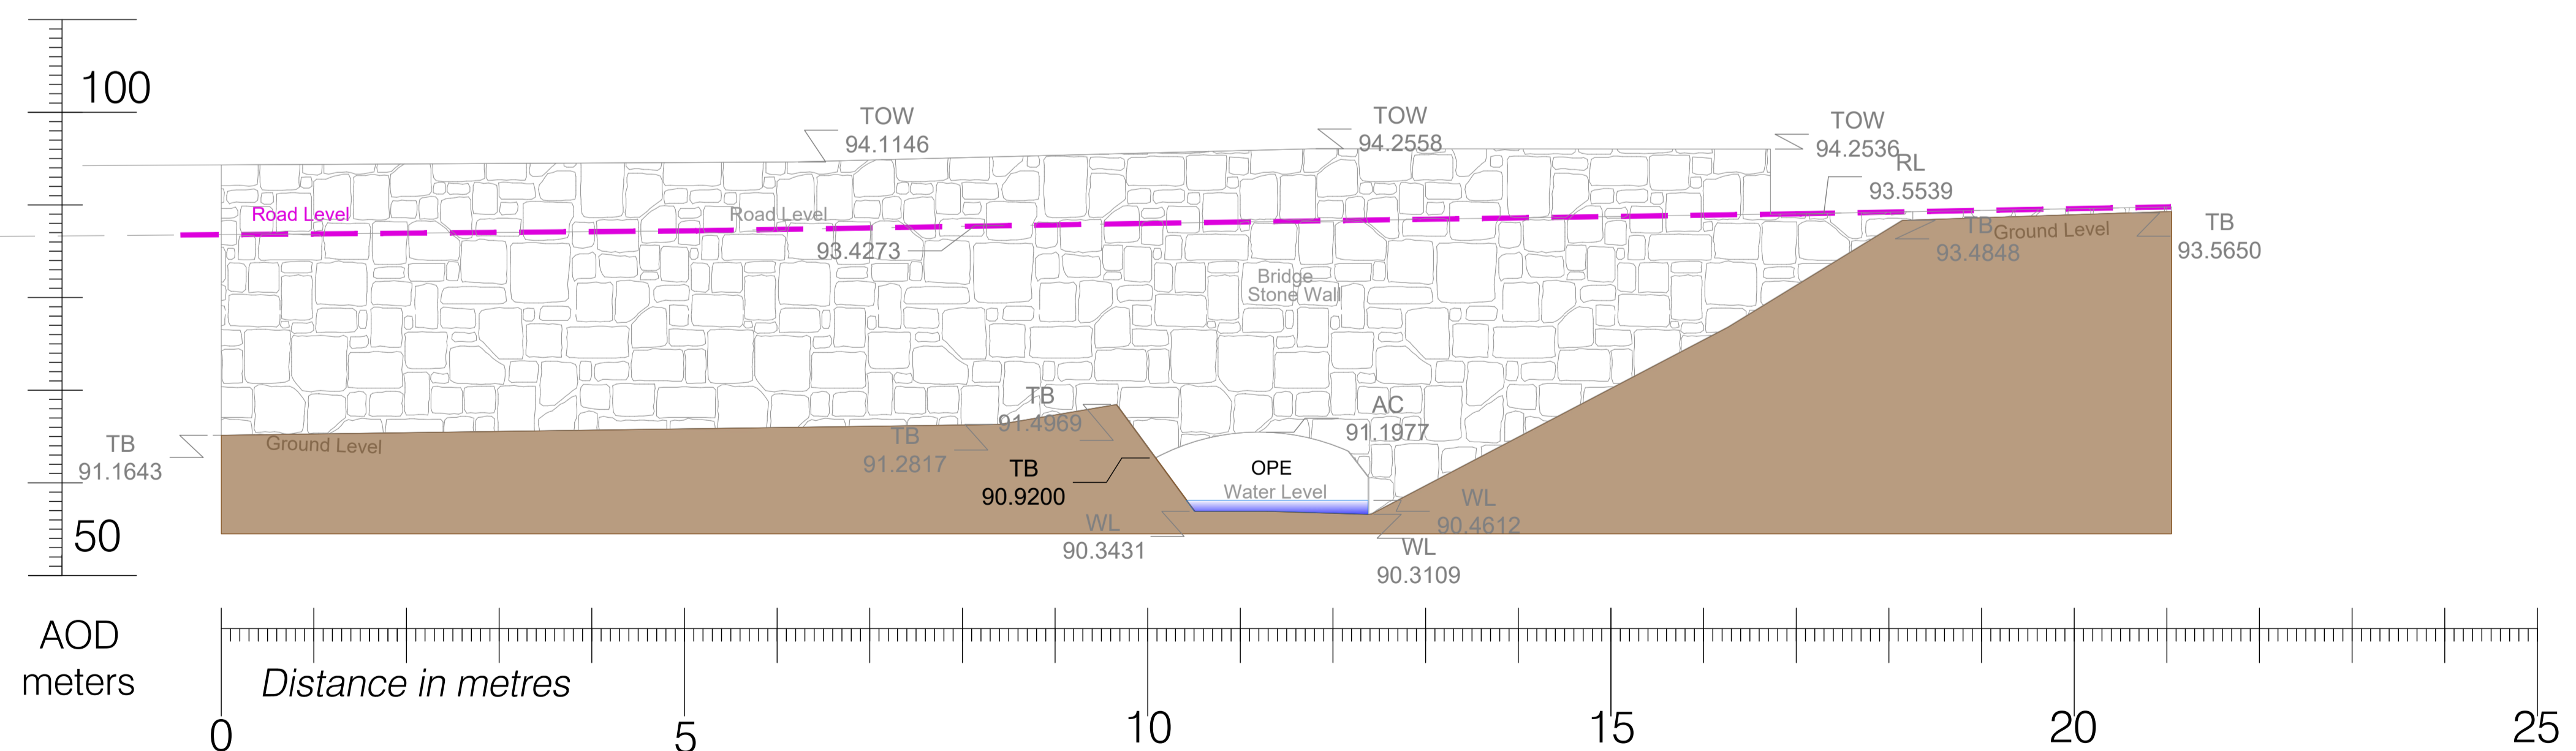 100
TOW
94.1146
TOW
94.2558
TOW
94.2536
RL
93.5539
Road Level
Road Level
93.4273
TB
93.4848
Ground Level
TB
93.5650
Bridge
Stone Wall
TB
91.4969
AC
91.1977
TB
91.1643
Ground Level
TB
91.2817
TB
90.9200
OPE
Water Level
WL
90.4612
WL
90.3431
WL
90.3109
50
AOD
meters
Distance in metres
0
5
10
15
20
25